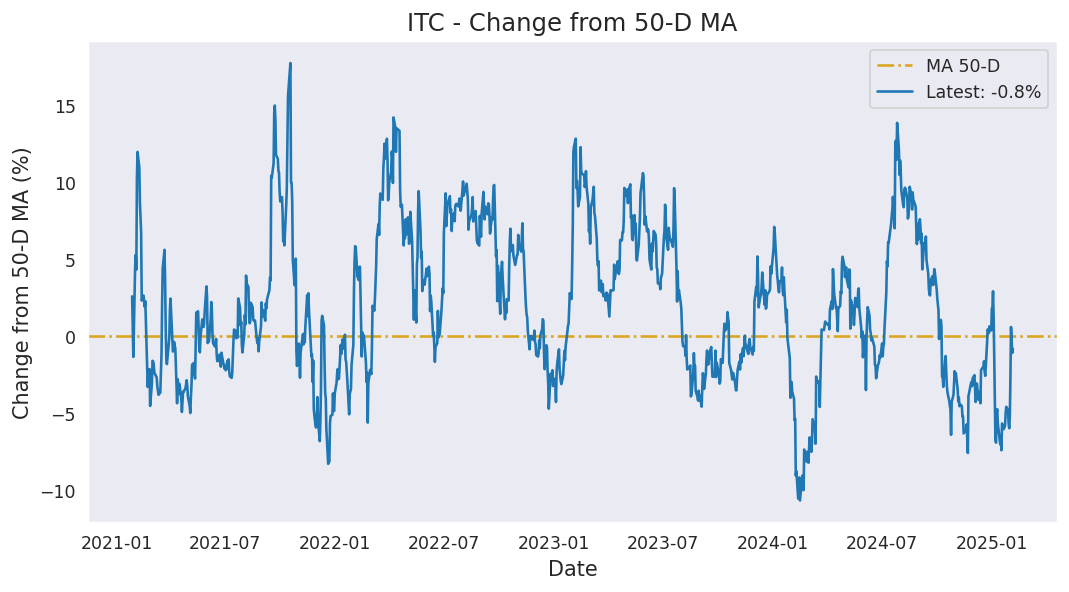 ITC - Change from 50-D MA
MA 50-D
Latest: -0.8%
Change from 50-D MA (%)
15
10
5
0
−5
−10
2021-01 2021-07 2022-01 2022-07 2023-01 2023-07 2024-01 2024-07 2025-01
Date